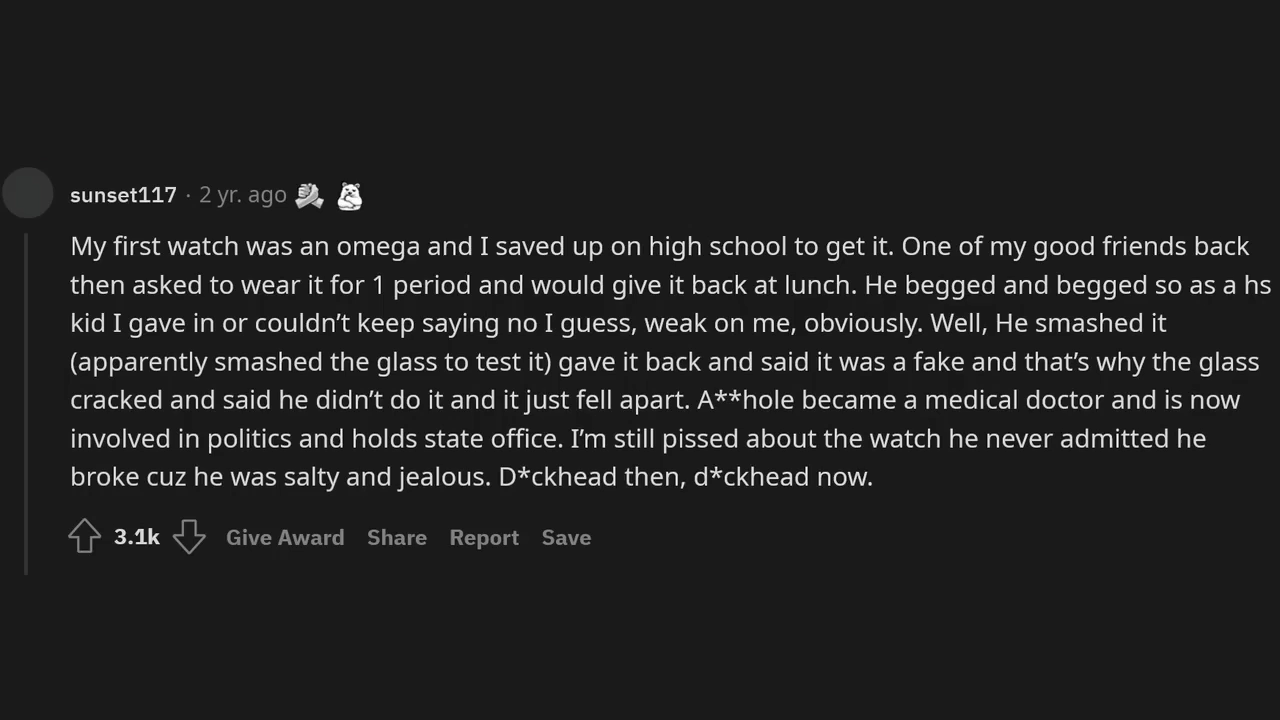 sunset117 · 2 yr. ago
My first watch was an omega and I saved up on high school to get it. One of my good friends back
then asked to wear it for 1 period and would give it back at lunch. He begged and begged so as a hs
kid I gave in or couldn’t keep saying no I guess, weak on me, obviously. Well, He smashed it
(apparently smashed the glass to test it) gave it back and said it was a fake and that’s why the glass
cracked and said he didn’t do it and it just fell apart. A**hole became a medical doctor and is now
involved in politics and holds state office. I’m still pissed about the watch he never admitted he
broke cuz he was salty and jealous. D*ckhead then, d*ckhead now.
3.1k Give Award Share Report Save